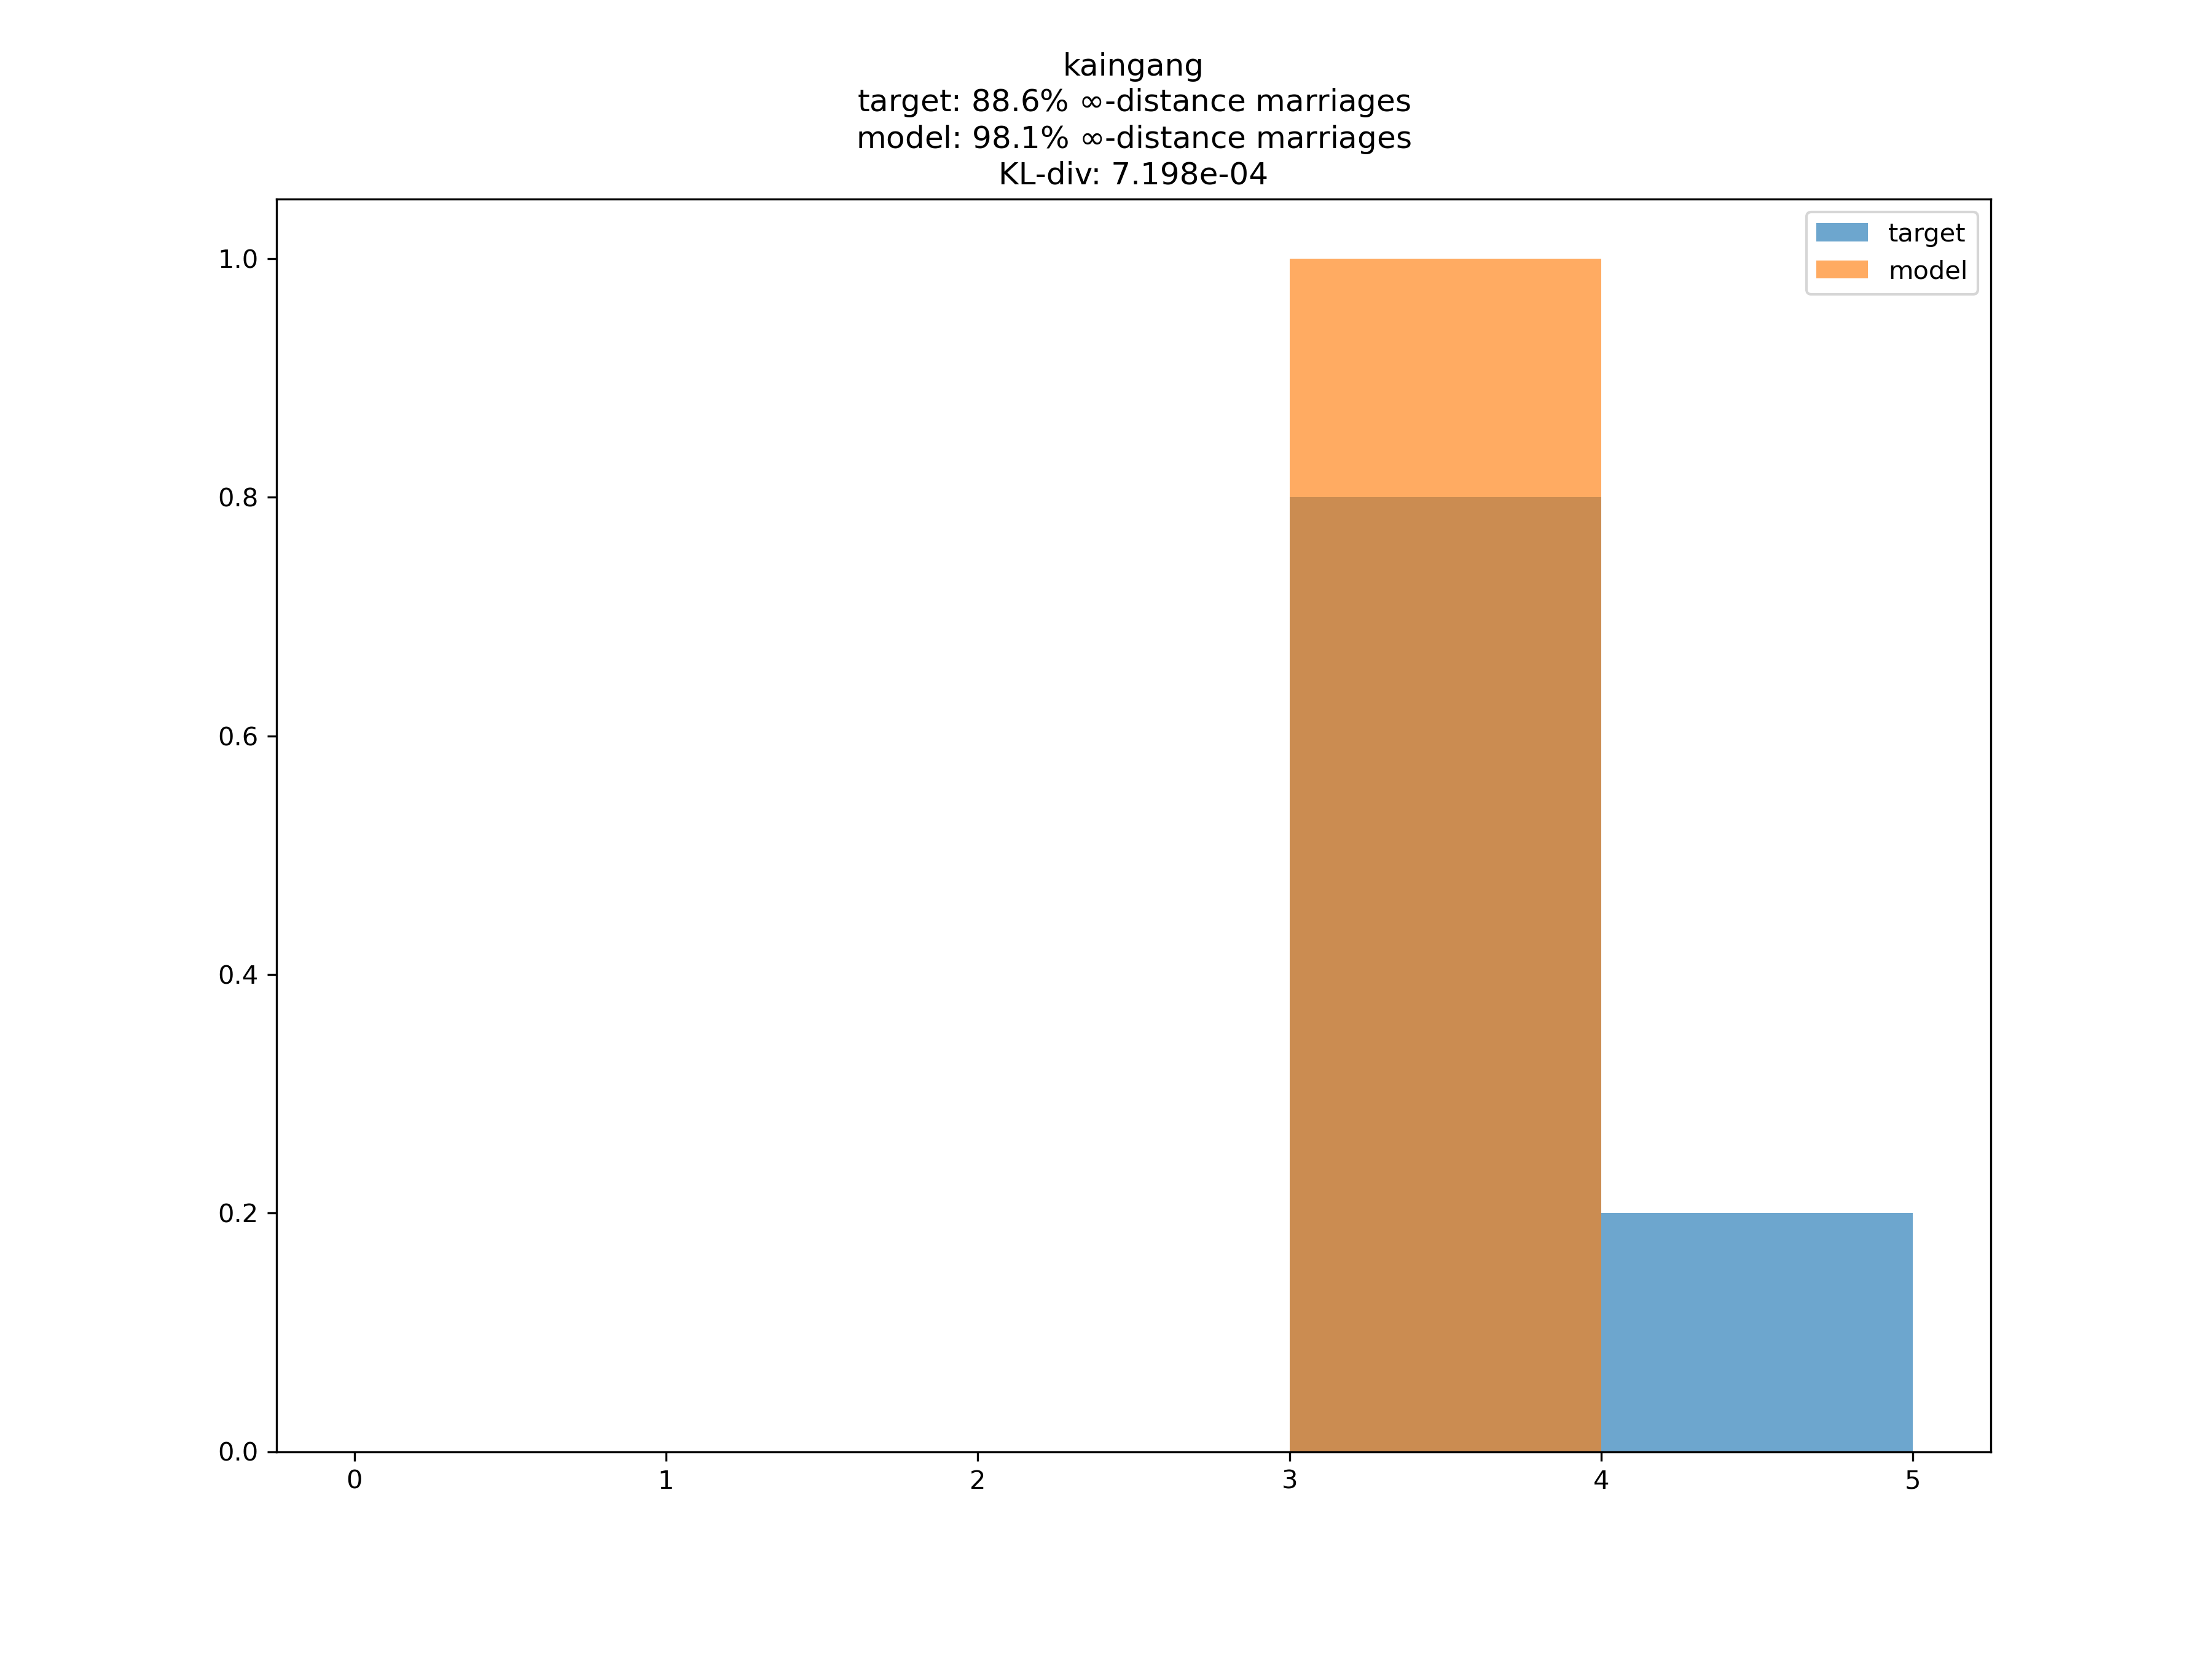 kaingang
target: 88.6% ∞-distance marriages
model: 98.1% ∞-distance marriages
KL-div: 7.198e-04
target
model
1.0
0.8
0.6
0.4
0.2
0.0
0 1 2 3 4 5